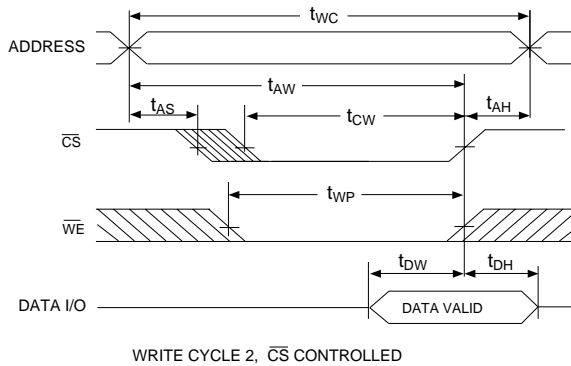 tWC
ADDRESS
tAW
tAS
tCW
tAH
CS
tWP
WE
tDW
tDH
DATA I/O
DATA VALID
WRITE CYCLE 2, CS CONTROLLED